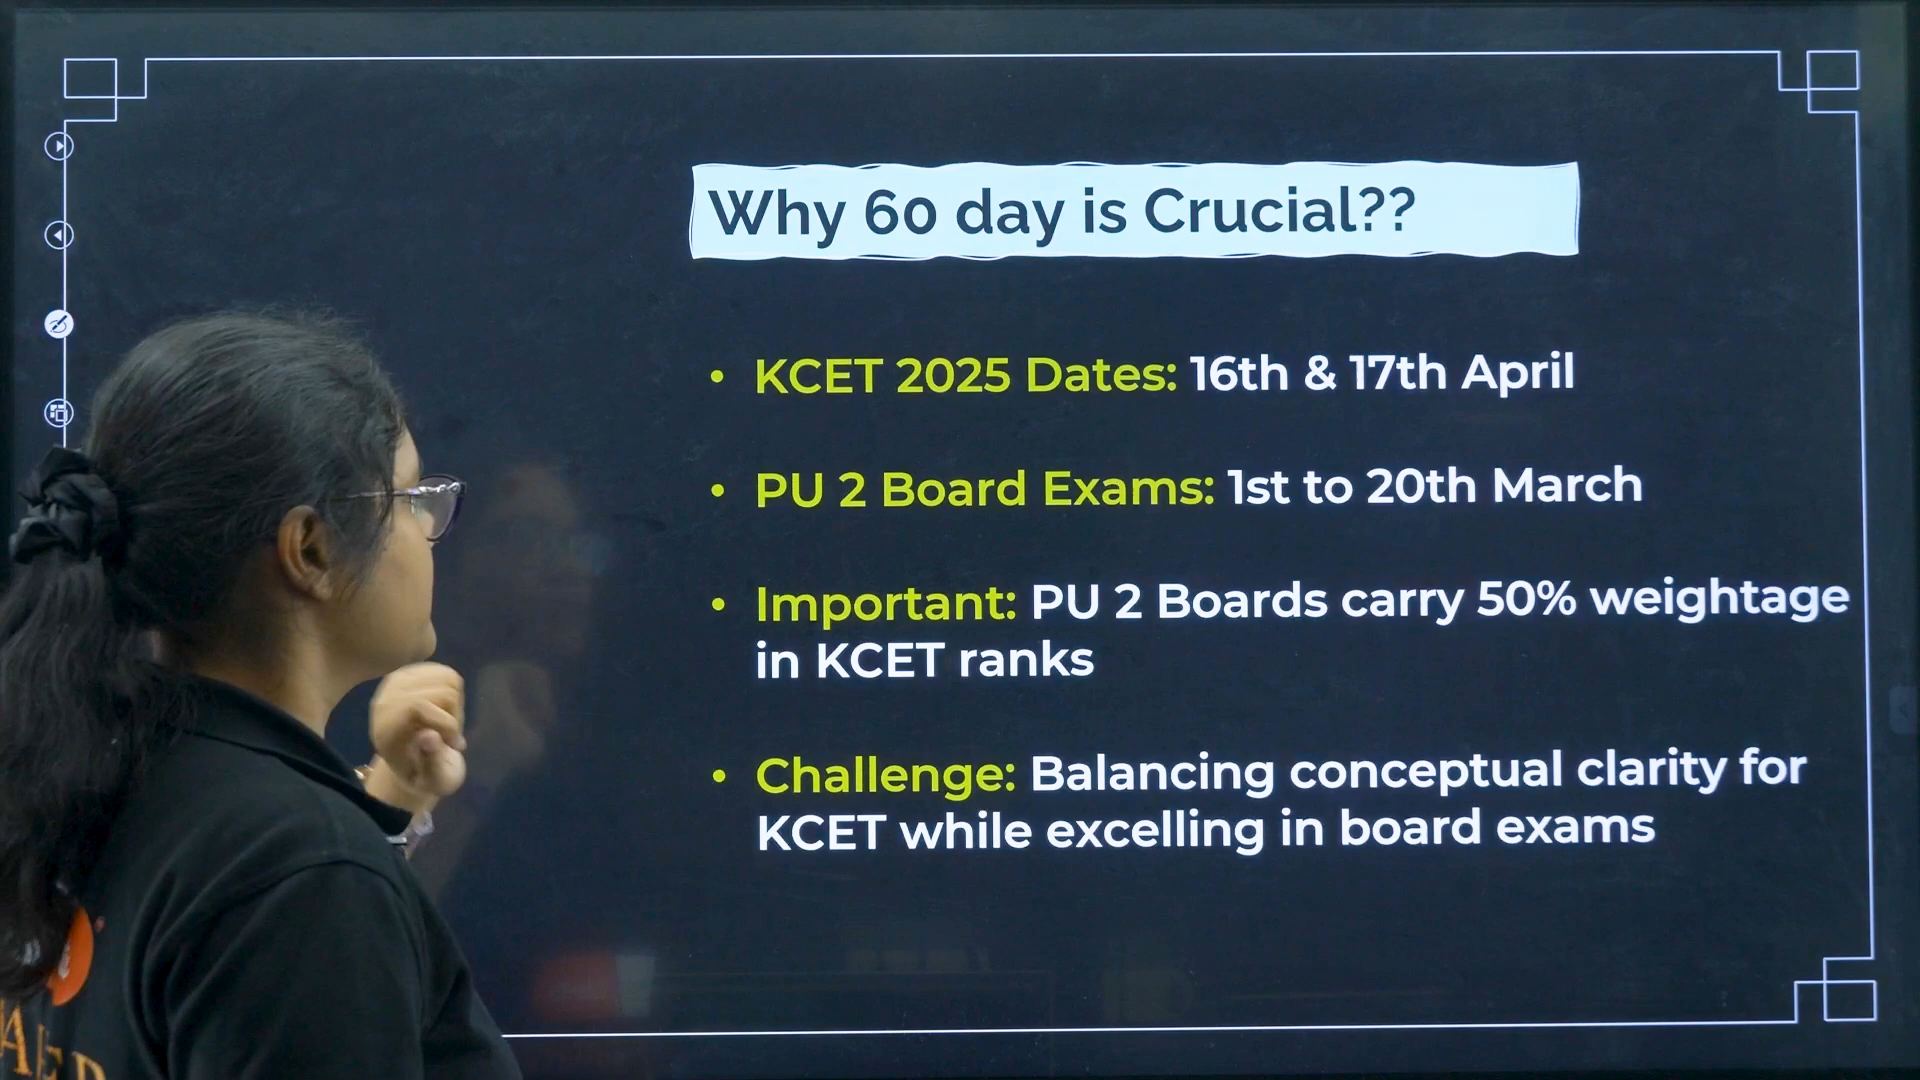 Why 60 day is Crucial??
• KCET 2025 Dates: 16th & 17th April
• PU 2 Board Exams: 1st to 20th March
• Important: PU 2 Boards carry 50% weightage
in KCET ranks
• Challenge: Balancing conceptual clarity for
KCET while excelling in board exams